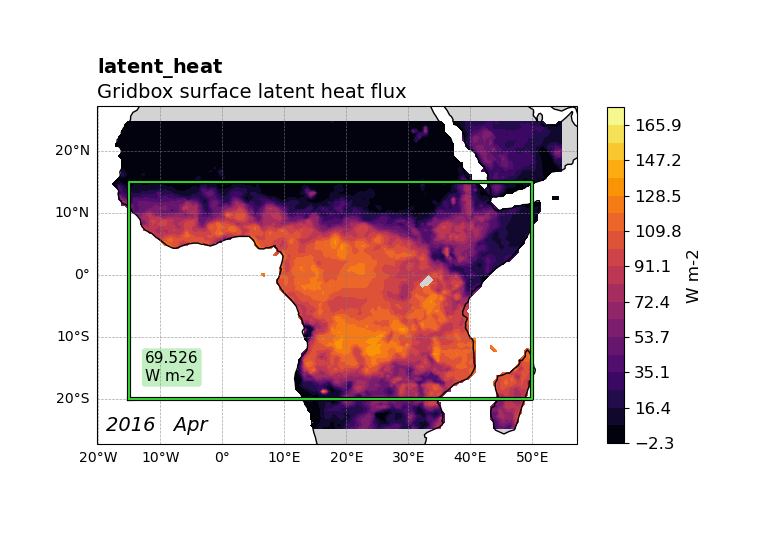 latent_heat
Gridbox surface latent heat flux
20°N
10°N
0°
10°S
20°S
20°W 10°W 0° 10°E 20°E 30°E 40°E 50°E
69.526
W m-2
2016 Apr
165.9
147.2
128.5
109.8
91.1
72.4
53.7
35.1
16.4
−2.3
W m-2